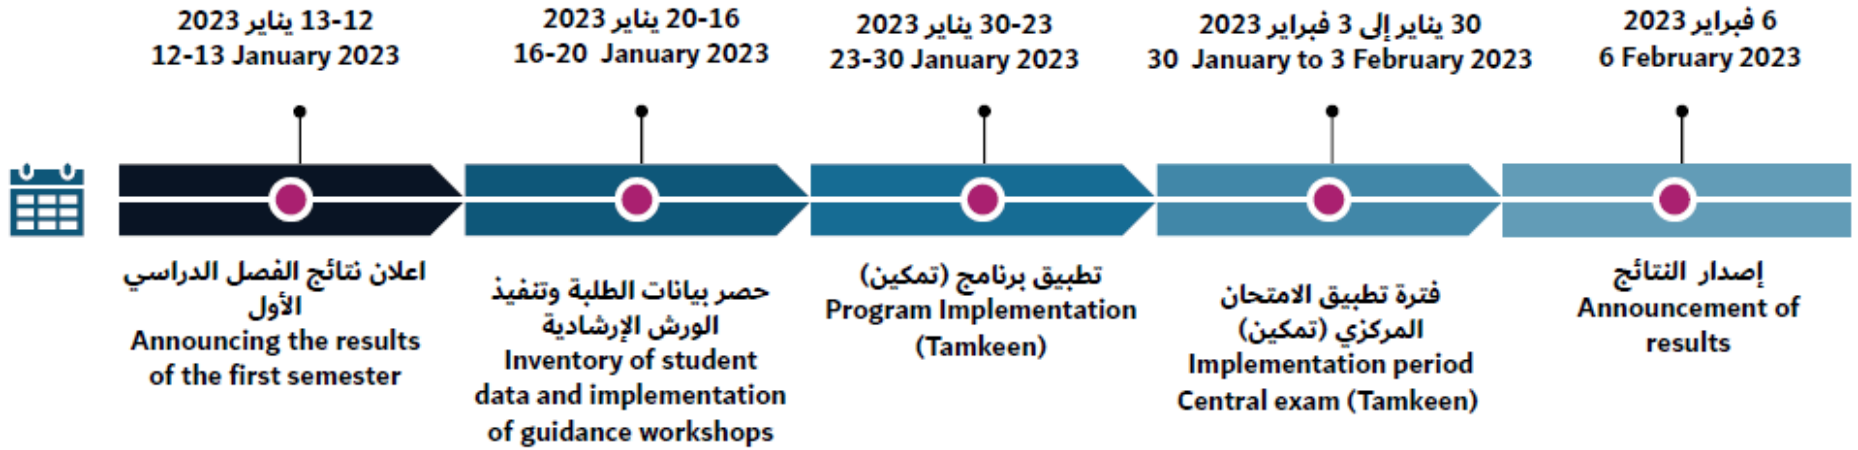 12-13 يناير 2023
12-13 January 2023
اعلان نتائج الفصل الدراسي
الأول
Announcing the results
of the first semester
16-20 يناير 2023
16-20 January 2023
حصر بيانات الطلبة وتنفيذ
الورش الإرشادية
Inventory of student
data and implementation
of guidance workshops
23-30 يناير 2023
23-30 January 2023
تطبيق برنامج (تمكين)
Program Implementation
(Tamkeen)
30 يناير إلى 3 فبراير 2023
30 January to 3 February 2023
فترة تطبيق الامتحان
المركزي (تمكين)
Implementation period
Central exam (Tamkeen)
6 فبراير 2023
6 February 2023
إصدار النتائج
Announcement of
results